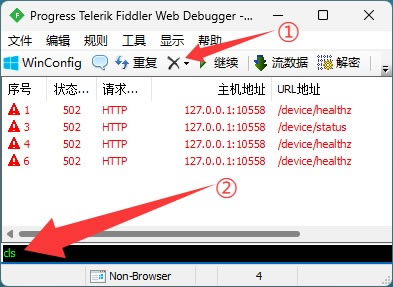 Progress Telerik Fiddler Web Debugger -...
文件 编辑 规则 工具 显示 帮助
①
WinConfig 重复 继续 流数据 解密
序号 状态... 请求... 主机地址 URL地址
1 502 HTTP 127.0.0.1:10558 /device/healthz
3 502 HTTP 127.0.0.1:10558 /device/status
4 502 HTTP 127.0.0.1:10558 /device/healthz
6 502 HTTP 127.0.0.1:10558 /device/healthz
②
cls
Non-Browser 4